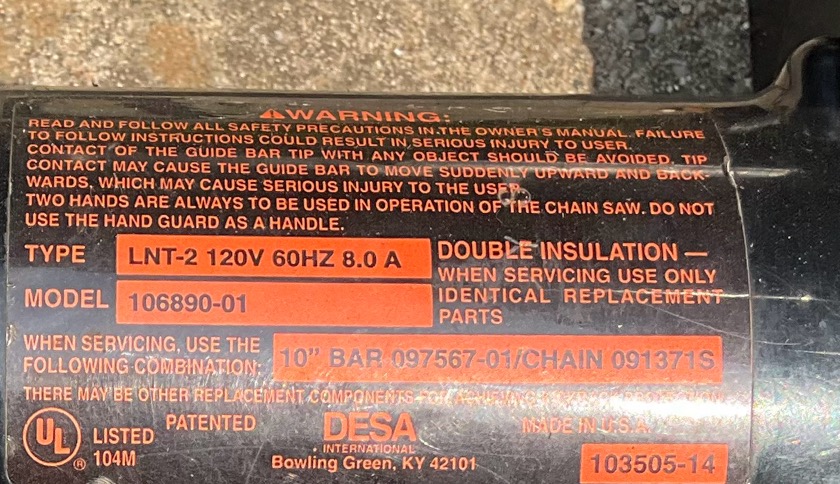 ⚠WARNING:
READ AND FOLLOW ALL SAFETY PRECAUTIONS IN THE OWNER'S MANUAL. FAILURE
TO FOLLOW INSTRUCTIONS COULD RESULT IN SERIOUS INJURY TO USER.
CONTACT OF THE GUIDE BAR TIP WITH ANY OBJECT SHOULD BE AVOIDED. TIP
CONTACT MAY CAUSE THE GUIDE BAR TO MOVE SUDDENLY UPWARD AND BACK-
WARDS, WHICH MAY CAUSE SERIOUS INJURY TO THE USER.
TWO HANDS ARE ALWAYS TO BE USED IN OPERATION OF THE CHAIN SAW. DO NOT
USE THE HAND GUARD AS A HANDLE.
TYPE LNT-2 120V 60HZ 8.0 A
MODEL 106890-01
DOUBLE INSULATION —
WHEN SERVICING USE ONLY
IDENTICAL REPLACEMENT
PARTS
WHEN SERVICING, USE THE
FOLLOWING COMBINATION:
10" BAR 097567-01/CHAIN 091371S
THERE MAY BE OTHER REPLACEMENT COMPONENTS FOR ACHIEVING
UL ®
LISTED
104M
PATENTED
DESA
INTERNATIONAL
Bowling Green, KY 42101
MADE IN U.S.A.
103505-14